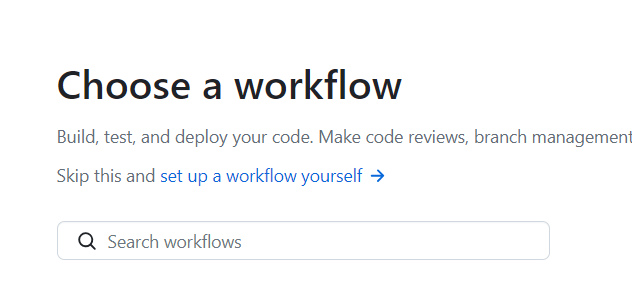 Choose a workflow
Build, test, and deploy your code. Make code reviews, branch management
Skip this and set up a workflow yourself →
Search workflows